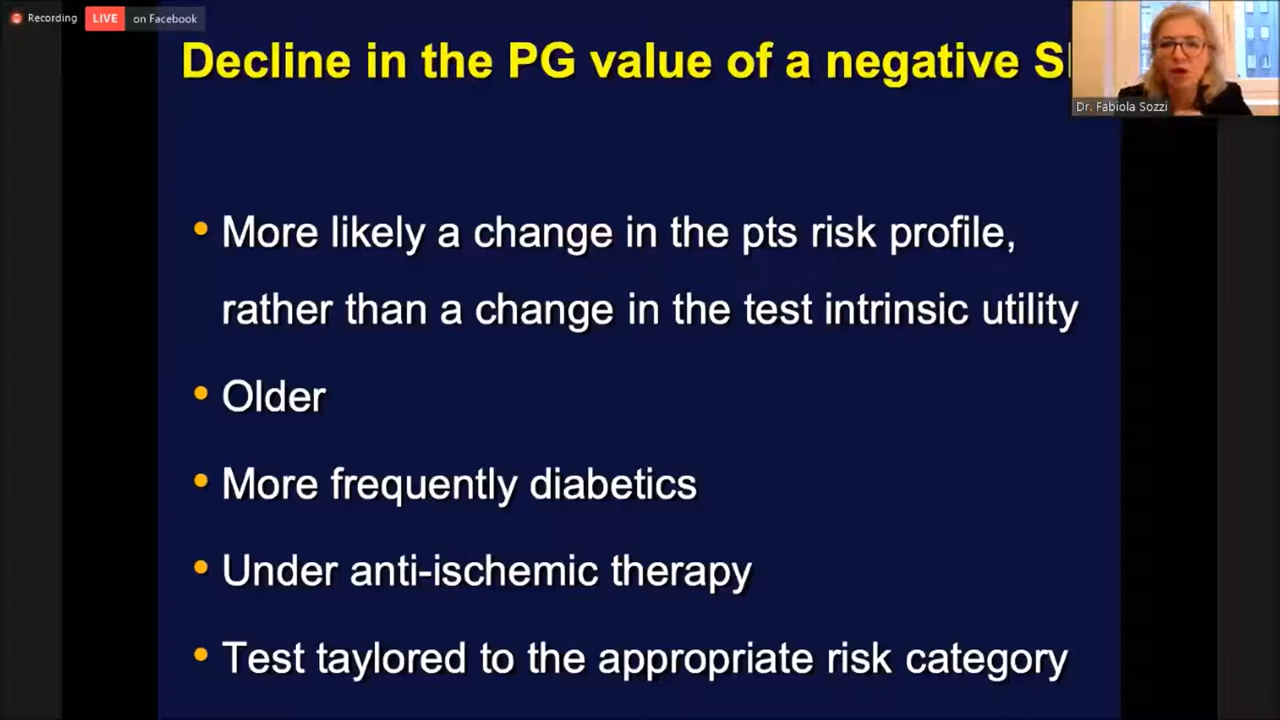 Recording LIVE on Facebook
Decline in the PG value of a negative
Dr. Fabiola Sozzi
• More likely a change in the pts risk profile,
rather than a change in the test intrinsic utility
• Older
• More frequently diabetics
• Under anti-ischemic therapy
• Test taylored to the appropriate risk category